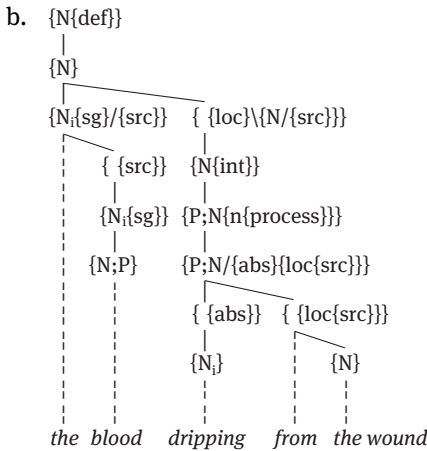 b. {N{def}}
{N}
{Nᵢ{sg}/{src}} { {loc}\{N/{src}}}
{ {src}} {N{int}}
{Nᵢ{sg}} {P;N{n{process}}}
{N;P} {P;N/{abs}{loc{src}}}
{ {abs}} { {loc{src}}}
{Nᵢ} {N}
the blood dripping from the wound